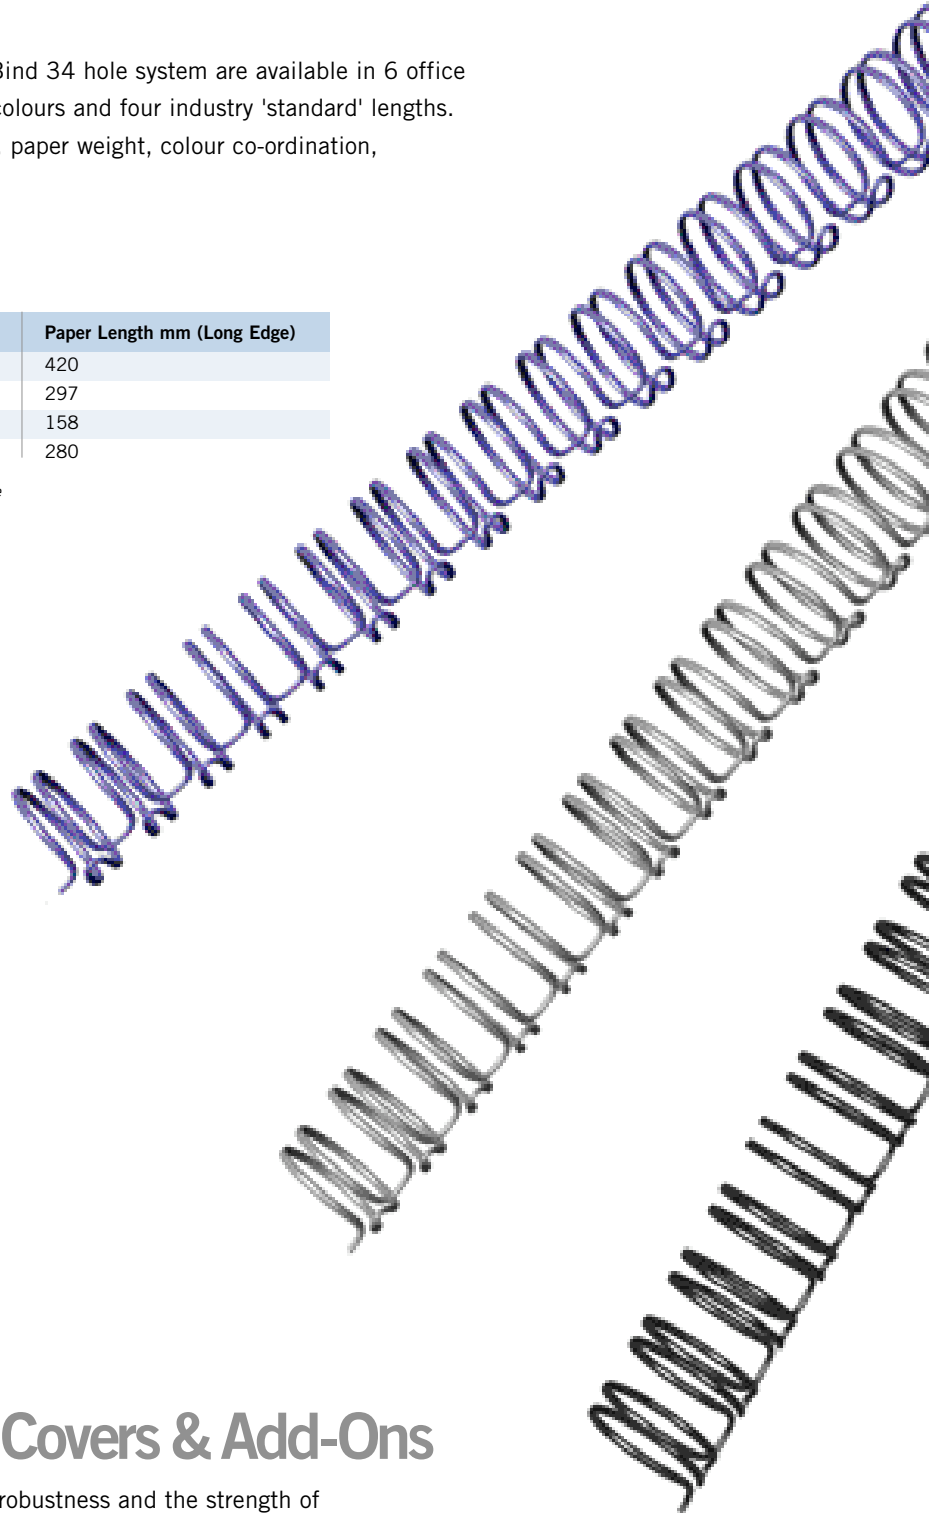 Bind 34 hole system are available in 6 office
colours and four industry 'standard' lengths.
paper weight, colour co-ordination,
Paper Length mm (Long Edge)
420
297
158
280
Covers & Add-Ons
robustness and the strength of